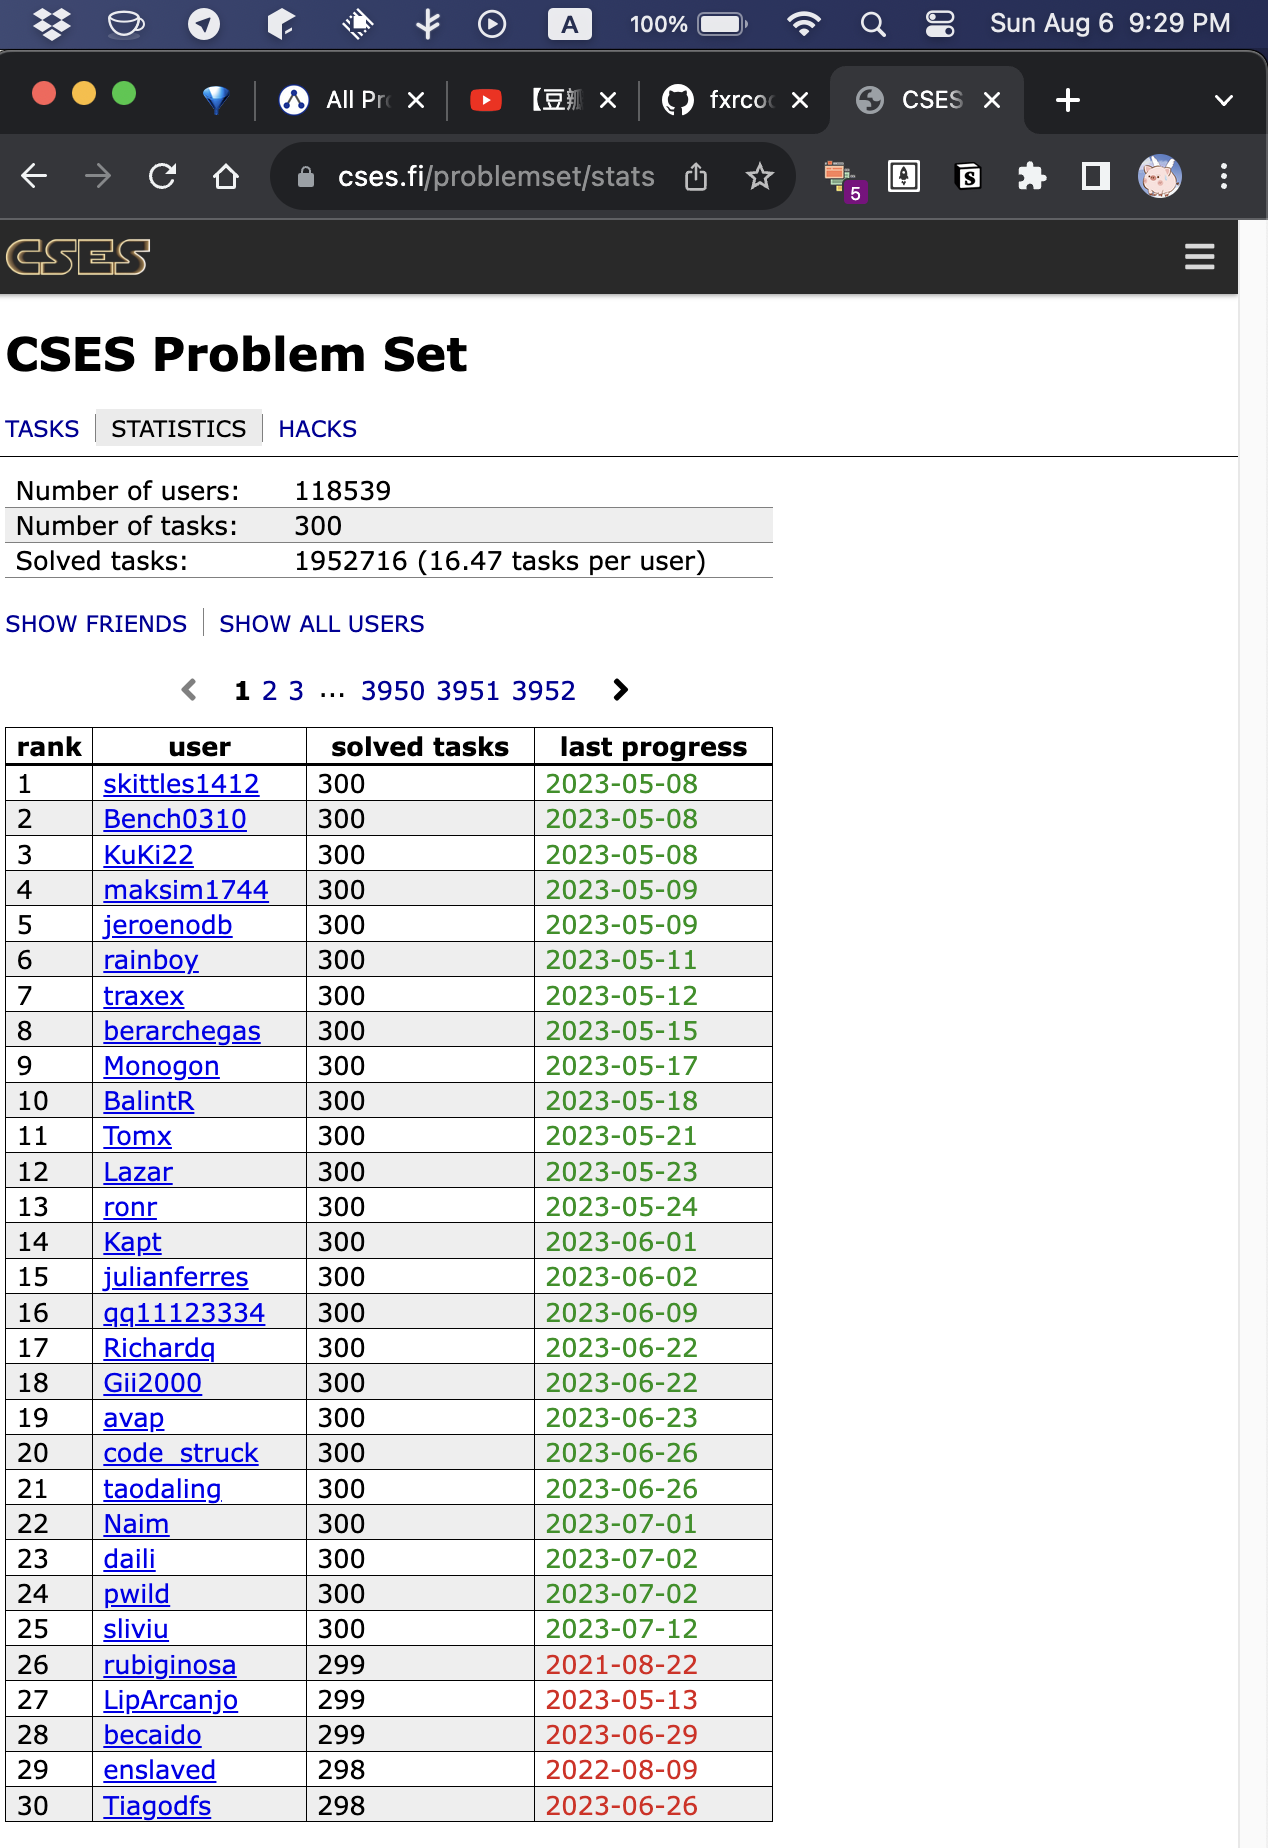 A 100% Sun Aug 6 9:29 PM
All Pr 【豆瓣 fxrcod CSES
cses.fi/problemset/stats 5
CSES
CSES Problem Set
TASKS STATISTICS HACKS
Number of users: 118539
Number of tasks: 300
Solved tasks: 1952716 (16.47 tasks per user)
SHOW FRIENDS SHOW ALL USERS
1 2 3 ... 3950 3951 3952
rank user solved tasks last progress
1 skittles1412 300 2023-05-08
2 Bench0310 300 2023-05-08
3 KuKi22 300 2023-05-08
4 maksim1744 300 2023-05-09
5 jeroenodb 300 2023-05-09
6 rainboy 300 2023-05-11
7 traxex 300 2023-05-12
8 berarchegas 300 2023-05-15
9 Monogon 300 2023-05-17
10 BalintR 300 2023-05-18
11 Tomx 300 2023-05-21
12 Lazar 300 2023-05-23
13 ronr 300 2023-05-24
14 Kapt 300 2023-06-01
15 julianferres 300 2023-06-02
16 qq11123334 300 2023-06-09
17 Richardq 300 2023-06-22
18 Gii2000 300 2023-06-22
19 avap 300 2023-06-23
20 code_struck 300 2023-06-26
21 taodaling 300 2023-06-26
22 Naim 300 2023-07-01
23 daili 300 2023-07-02
24 pwild 300 2023-07-02
25 sliviu 300 2023-07-12
26 rubiginosa 299 2021-08-22
27 LipArcanjo 299 2023-05-13
28 becaido 299 2023-06-29
29 enslaved 298 2022-08-09
30 Tiagodfs 298 2023-06-26